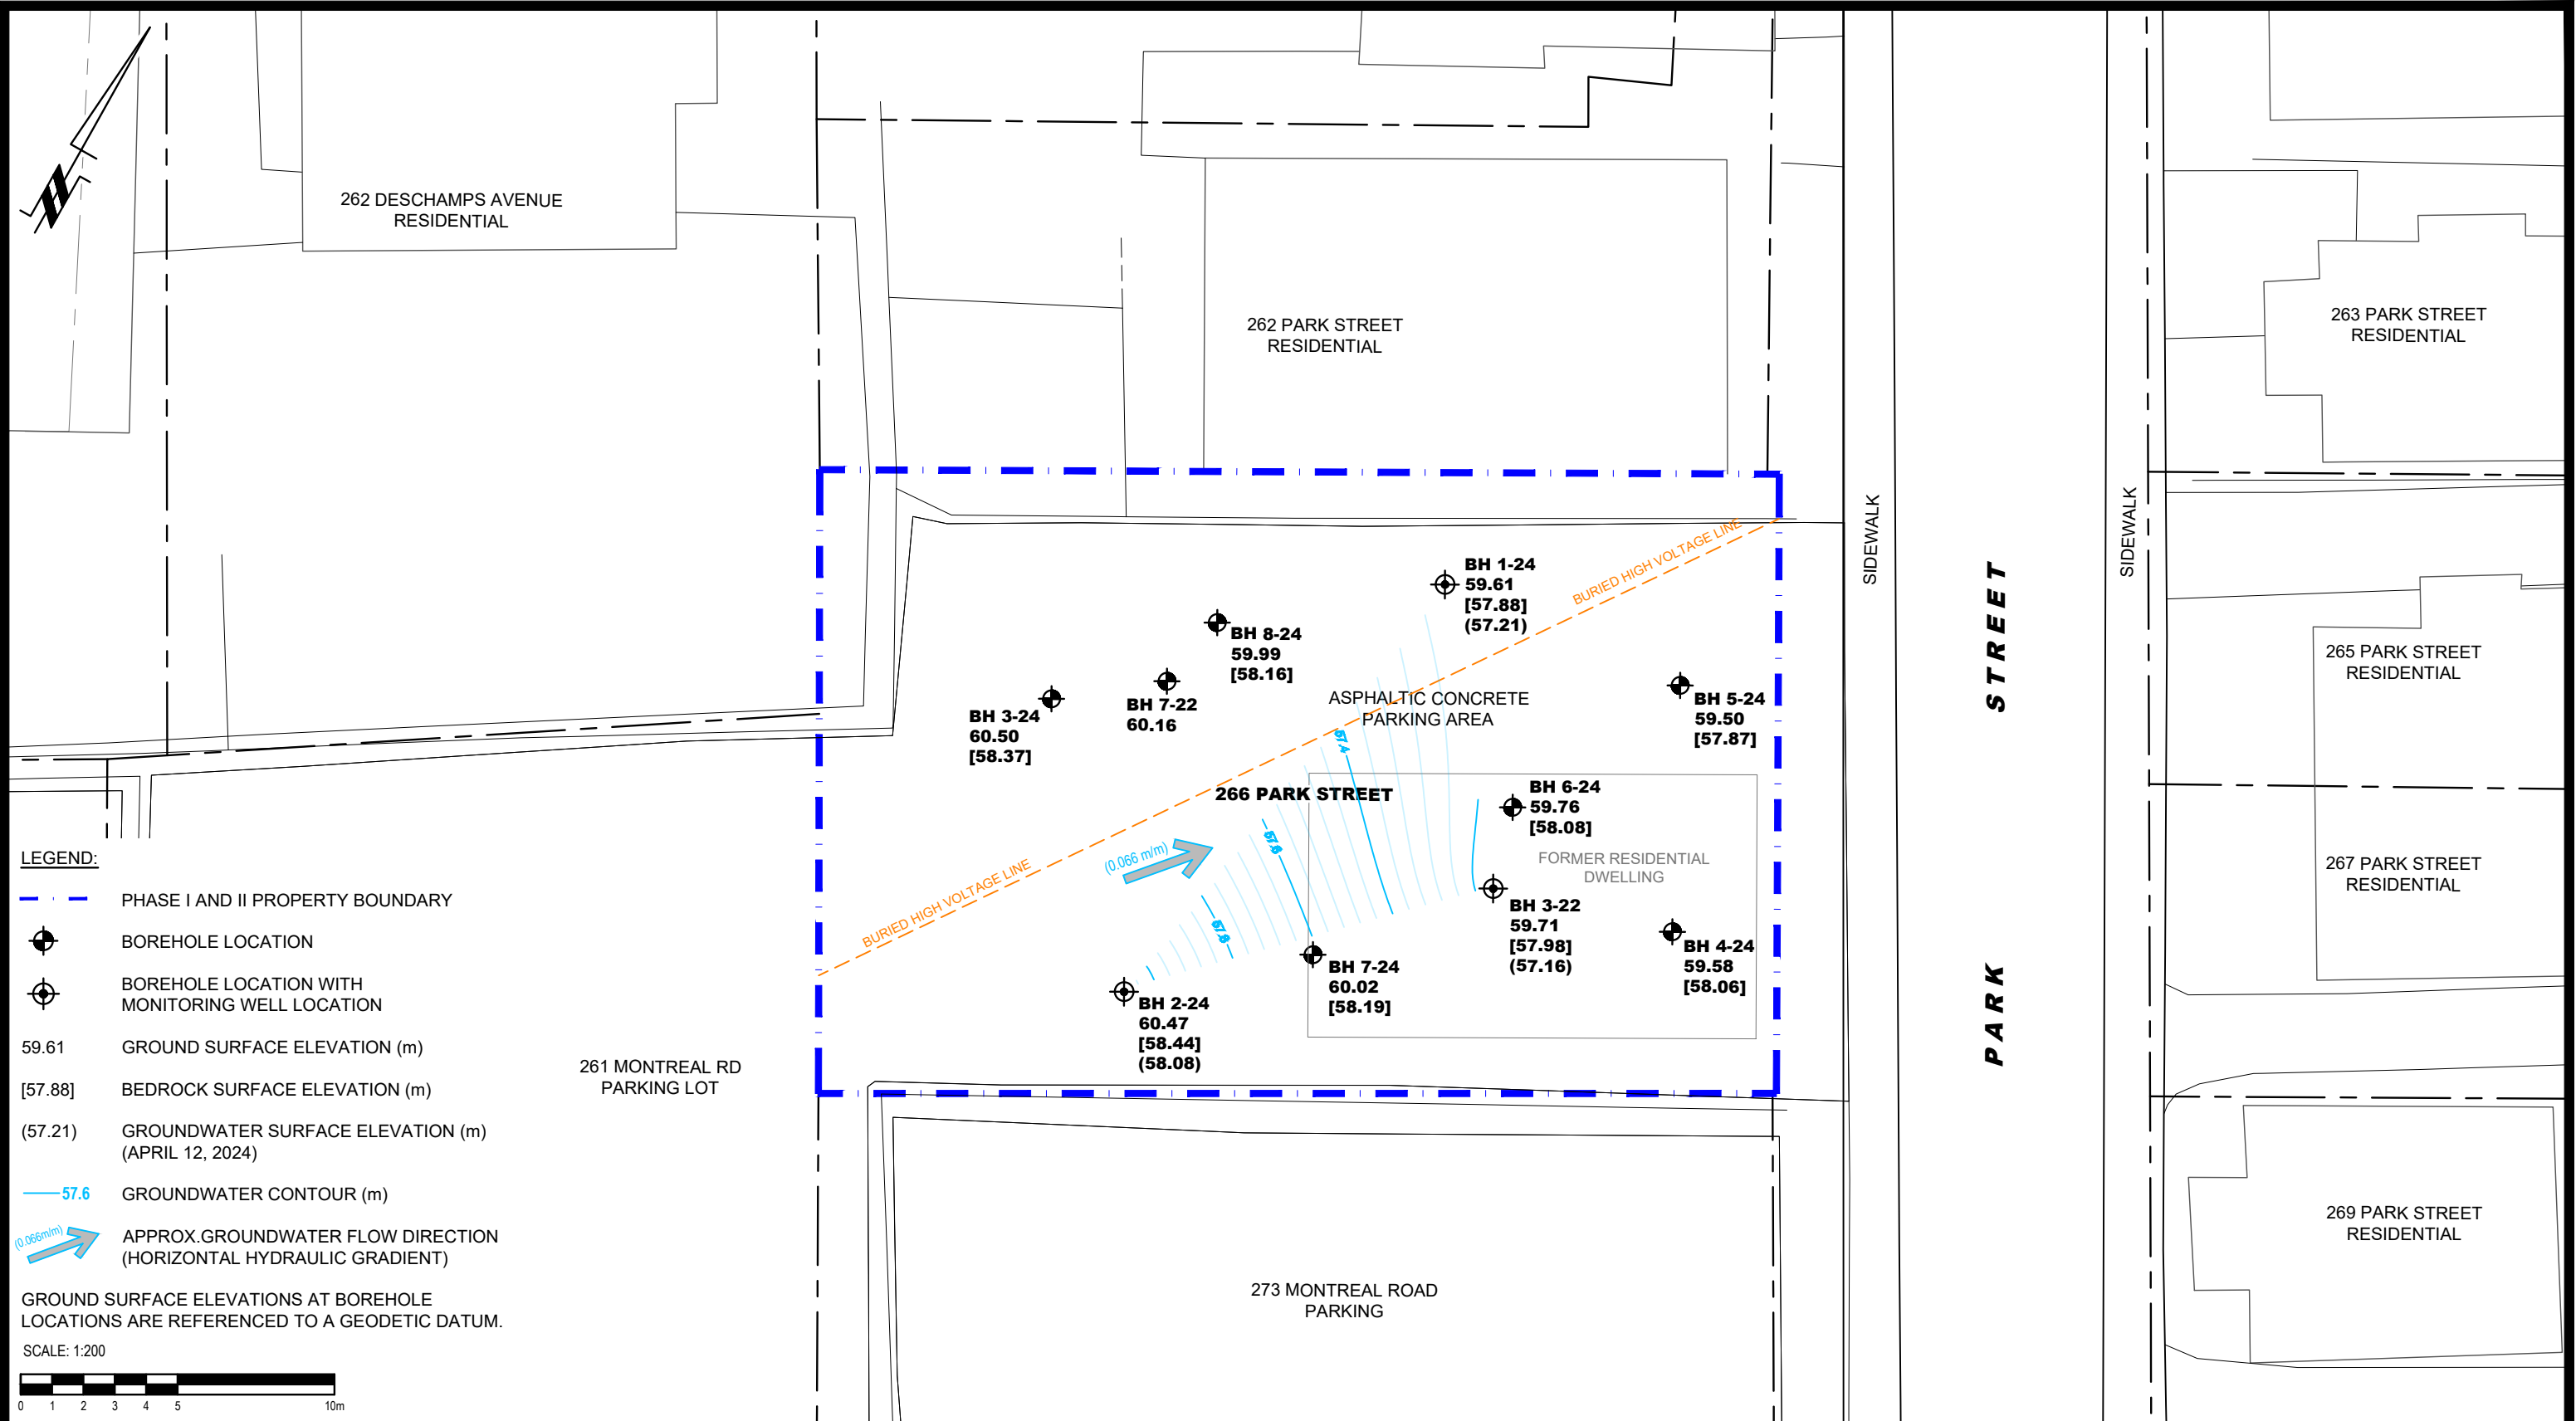 262 DESCHAMPS AVENUE
RESIDENTIAL
262 PARK STREET
RESIDENTIAL
263 PARK STREET
RESIDENTIAL
SIDEWALK
SIDEWALK
PARK STREET
BURIED HIGH VOLTAGE LINE
BH 1-24
59.61
[57.88]
(57.21)
BH 8-24
59.99
[58.16]
BH 7-22
60.16
BH 3-24
60.50
[58.37]
ASPHALTIC CONCRETE
PARKING AREA
BH 5-24
59.50
[57.87]
265 PARK STREET
RESIDENTIAL
57.4
266 PARK STREET
BH 6-24
59.76
[58.08]
57.6
(0.066 m/m)
FORMER RESIDENTIAL
DWELLING
267 PARK STREET
RESIDENTIAL
BURIED HIGH VOLTAGE LINE
57.8
BH 3-22
59.71
[57.98]
(57.16)
BH 4-24
59.58
[58.06]
BH 7-24
60.02
[58.19]
BH 2-24
60.47
[58.44]
(58.08)
261 MONTREAL RD
PARKING LOT
273 MONTREAL ROAD
PARKING
269 PARK STREET
RESIDENTIAL
LEGEND:
PHASE I AND II PROPERTY BOUNDARY
BOREHOLE LOCATION
BOREHOLE LOCATION WITH
MONITORING WELL LOCATION
59.61 GROUND SURFACE ELEVATION (m)
[57.88] BEDROCK SURFACE ELEVATION (m)
(57.21) GROUNDWATER SURFACE ELEVATION (m)
(APRIL 12, 2024)
57.6 GROUNDWATER CONTOUR (m)
(0.066m/m) APPROX.GROUNDWATER FLOW DIRECTION
(HORIZONTAL HYDRAULIC GRADIENT)
GROUND SURFACE ELEVATIONS AT BOREHOLE
LOCATIONS ARE REFERENCED TO A GEODETIC DATUM.
SCALE: 1:200
0 1 2 3 4 5 10m